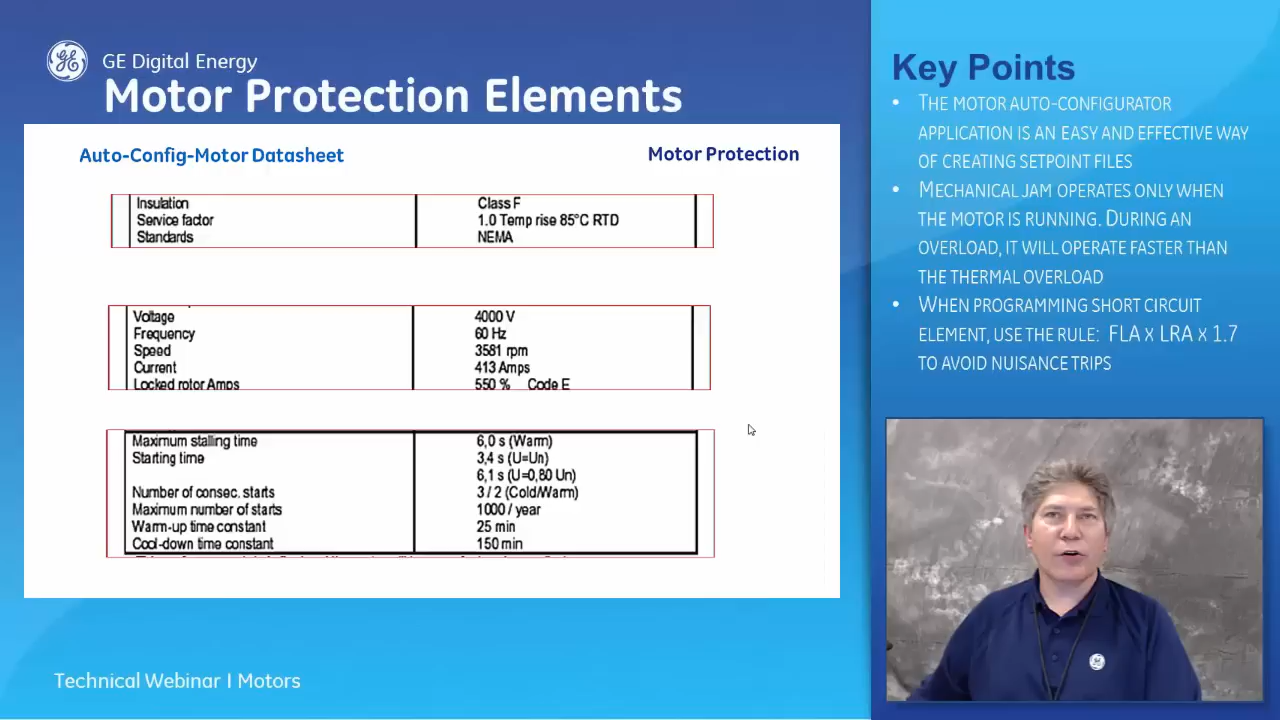 GE Digital Energy
Motor Protection Elements
Auto-Config-Motor Datasheet
Motor Protection
Insulation Class F
Service factor 1.0 Temp rise 85°C RTD
Standards NEMA
Voltage 4000 V
Frequency 60 Hz
Speed 3581 rpm
Current 413 Amps
Locked rotor Amps 550 % Code E
Maximum stalling time 6,0 s (Warm)
Starting time 3,4 s (U=Un)
6,1 s (U=0,80 Un)
Number of consec. starts 3 / 2 (Cold/Warm)
Maximum number of starts 1000 / year
Warm-up time constant 25 min
Cool-down time constant 150 min
Technical Webinar | Motors
Key Points
• THE MOTOR AUTO-CONFIGURATOR
APPLICATION IS AN EASY AND EFFECTIVE WAY
OF CREATING SETPOINT FILES
• MECHANICAL JAM OPERATES ONLY WHEN
THE MOTOR IS RUNNING. DURING AN
OVERLOAD, IT WILL OPERATE FASTER THAN
THE THERMAL OVERLOAD
• WHEN PROGRAMMING SHORT CIRCUIT
ELEMENT, USE THE RULE: FLA X LRA X 1.7
TO AVOID NUISANCE TRIPS